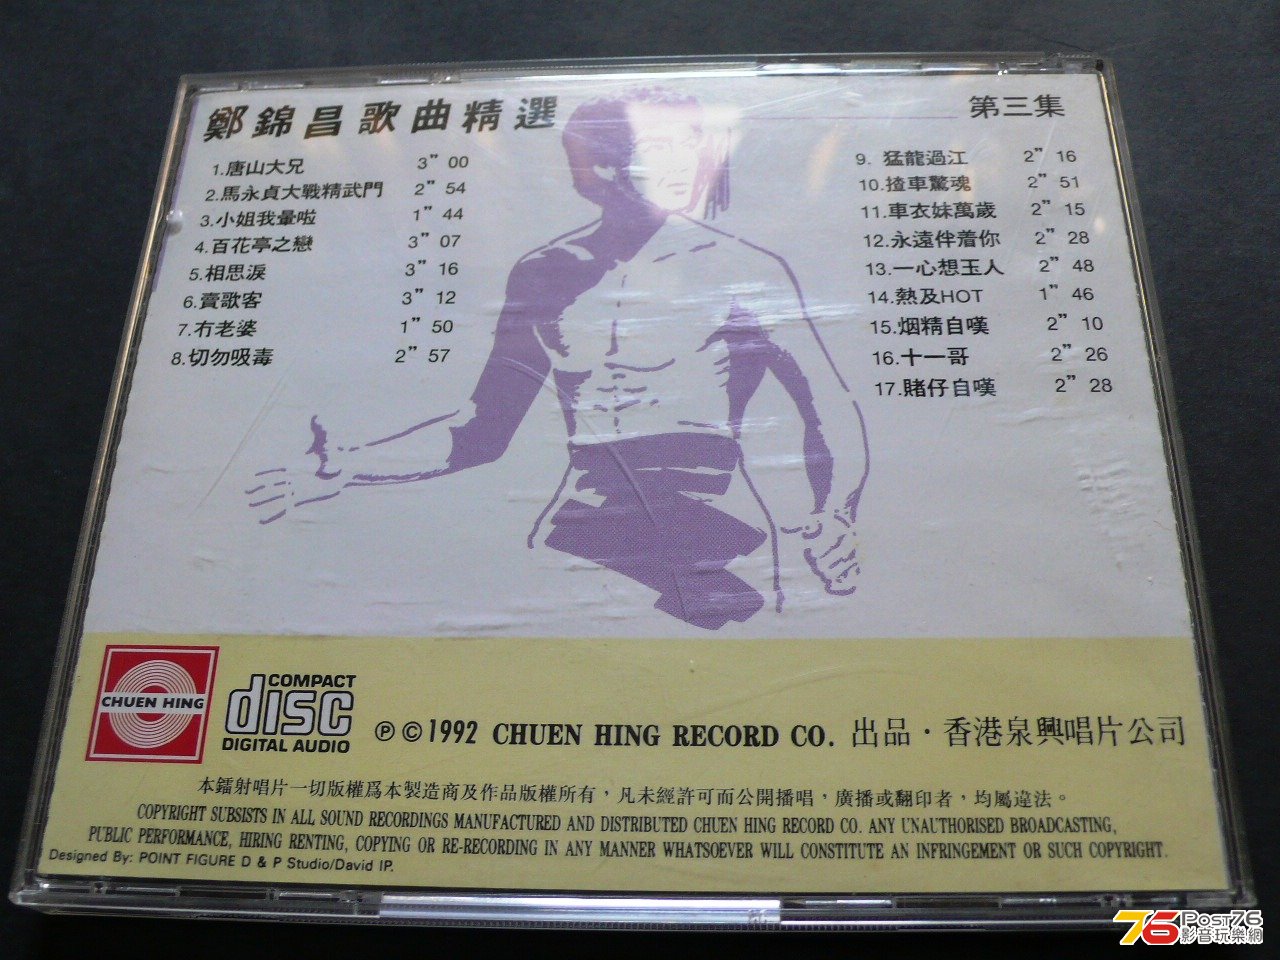 鄭錦昌歌曲精選
第三集
1.唐山大兄 3”00
2.馬永貞大戰精武門 2”54
3.小姐我暈啦 1”44
4.百花亭之戀 3”07
5.相思淚 3”16
6.賣歌客 3”12
7.冇老婆 1”50
8.切勿吸毒 2”57
9. 猛龍過江 2”16
10.揸車驚魂 2”51
11.車衣妹萬歲 2”15
12.永遠伴着你 2”28
13.一心想玉人 2”48
14.熱及HOT 1”46
15.烟精自嘆 2”10
16.十一哥 2”26
17.賭仔自嘆 2”28
CHUEN HING
COMPACT
disc
DIGITAL AUDIO
℗©1992 CHUEN HING RECORD CO. 出品·香港泉興唱片公司
本鐳射唱片一切版權爲本製造商及作品版權所有，凡未經許可而公開播唱，廣播或翻印者，均屬違法。
COPYRIGHT SUBSISTS IN ALL SOUND RECORDINGS MANUFACTURED AND DISTRIBUTED CHUEN HING RECORD CO. ANY UNAUTHORISED BROADCASTING,
PUBLIC PERFORMANCE, HIRING RENTING, COPYING OR RE-RECORDING IN ANY MANNER WHATSOEVER WILL CONSTITUTE AN INFRINGEMENT OR SUCH COPYRIGHT.
Designed By: POINT FIGURE D & P Studio/David IP.
76 POST76
影音玩樂網